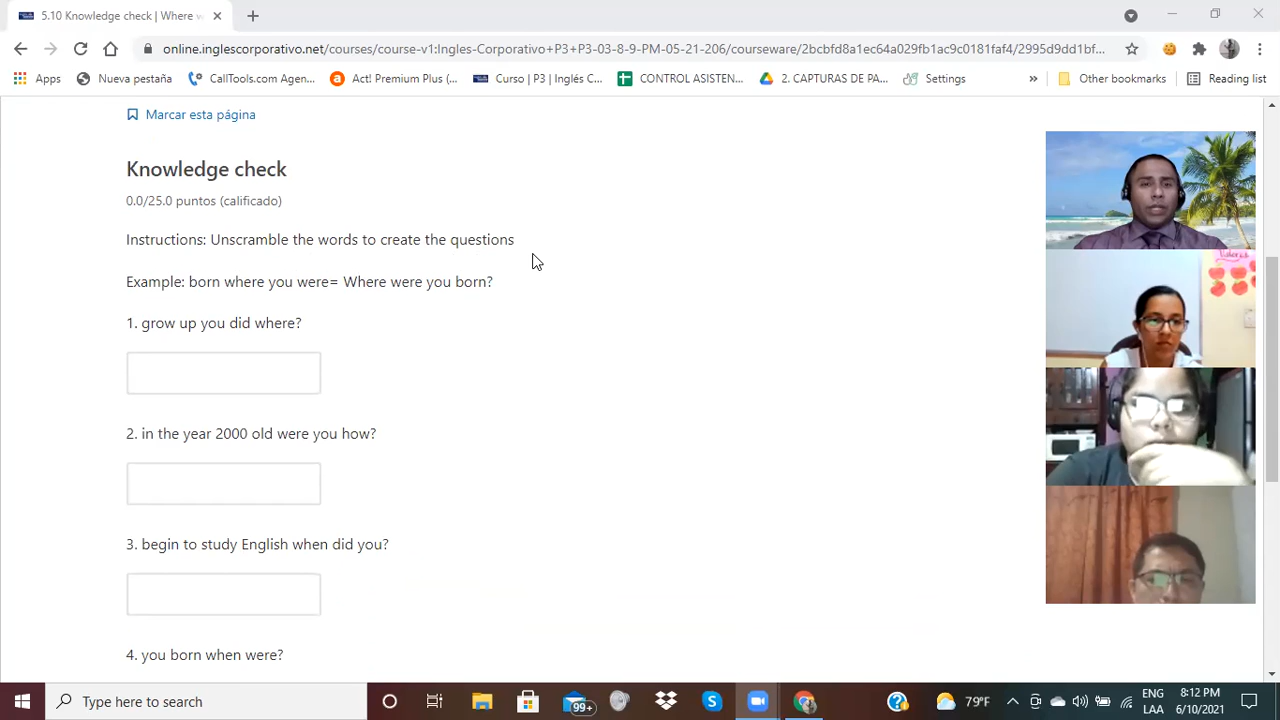 5.10 Knowledge check | Where w
online.inglescorporativo.net/courses/course-v1:Ingles-Corporativo+P3+P3-03-8-9-PM-05-21-206/courseware/2bcbfd8a1ec64a029fb1ac9c0181faf4/2995d9dd1bf...
Apps Nueva pestaña CallTools.com Agen... Act! Premium Plus (... Curso | P3 | Inglés C... CONTROL ASISTEN... 2. CAPTURAS DE PA... Settings » Other bookmarks Reading list
Marcar esta página
Knowledge check
0.0/25.0 puntos (calificado)
Instructions: Unscramble the words to create the questions
Example: born where you were= Where were you born?
1. grow up you did where?
2. in the year 2000 old were you how?
3. begin to study English when did you?
4. you born when were?
Type here to search
99+
79°F
ENG
LAA
8:12 PM
6/10/2021